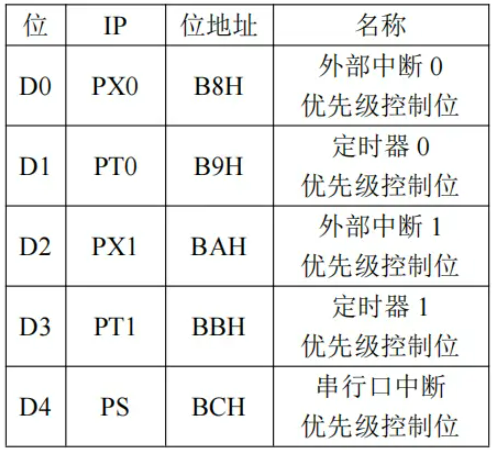 位 IP 位地址 名称
D0 PX0 B8H 外部中断 0
优先级控制位
D1 PT0 B9H 定时器 0
优先级控制位
D2 PX1 BAH 外部中断 1
优先级控制位
D3 PT1 BBH 定时器 1
优先级控制位
D4 PS BCH 串行口中断
优先级控制位